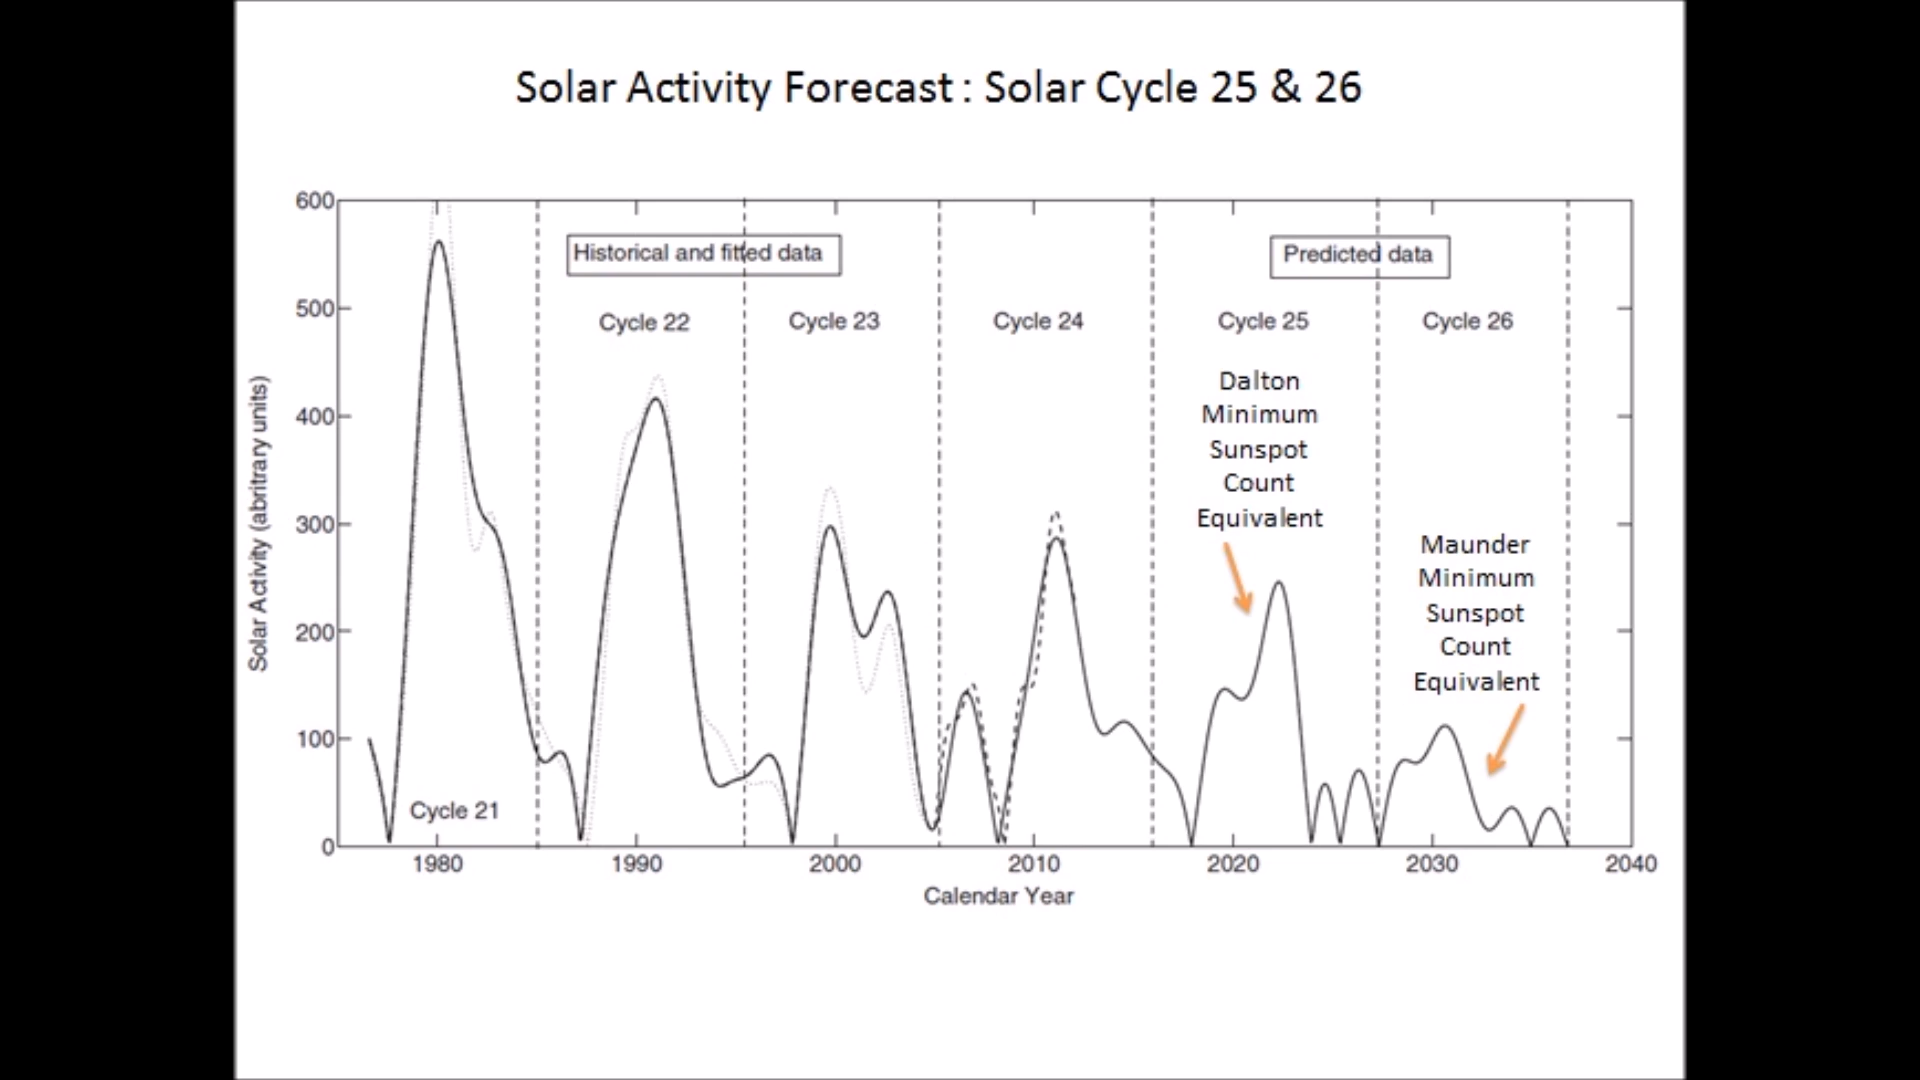 Solar Activity Forecast : Solar Cycle 25 & 26
600
500
400
300
200
100
0
Solar Activity (abritrary units)
Historical and fitted data
Predicted data
Cycle 21
Cycle 22
Cycle 23
Cycle 24
Cycle 25
Cycle 26
Dalton
Minimum
Sunspot
Count
Equivalent
Maunder
Minimum
Sunspot
Count
Equivalent
1980
1990
2000
2010
2020
2030
2040
Calendar Year